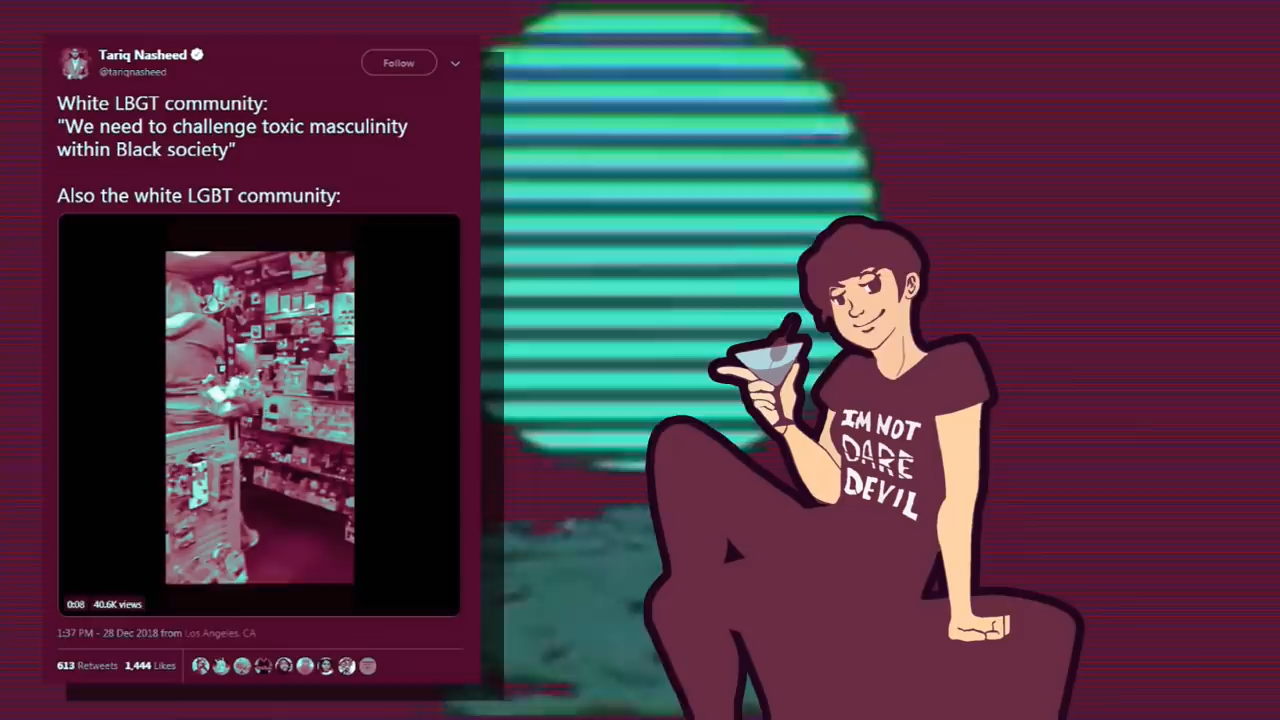 Tariq Nasheed
@tariqnasheed
Follow
White LBGT community:
"We need to challenge toxic masculinity
within Black society"
Also the white LGBT community:
0:08 40.6K views
1:37 PM - 28 Dec 2018 from Los Angeles, CA
613 Retweets 1,444 Likes
IM NOT
DARE
DEVIL